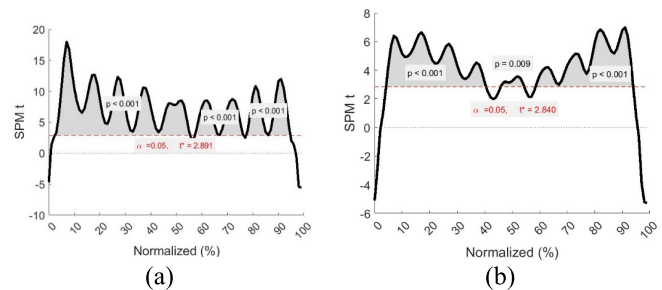 20
15
10
5
0
-5
-10
SPM t
p < 0.001
p < 0.001
p < 0.001
α =0.05, t* = 2.891
0 10 20 30 40 50 60 70 80 90 100
Normalized (%)
(a)
8
6
4
2
0
-2
-4
-6
SPM t
p = 0.009
p < 0.001
p < 0.001
α =0.05, t* = 2.840
0 10 20 30 40 50 60 70 80 90 100
Normalized (%)
(b)